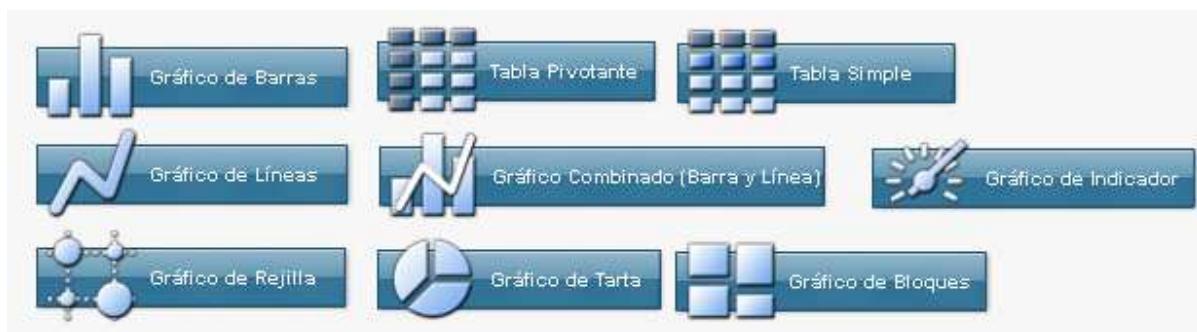 Gráfico de Barras
Tabla Pivotante
Tabla Simple
Gráfico de Líneas
Gráfico Combinado (Barra y Línea)
Gráfico de Indicador
Gráfico de Rejilla
Gráfico de Tarta
Gráfico de Bloques